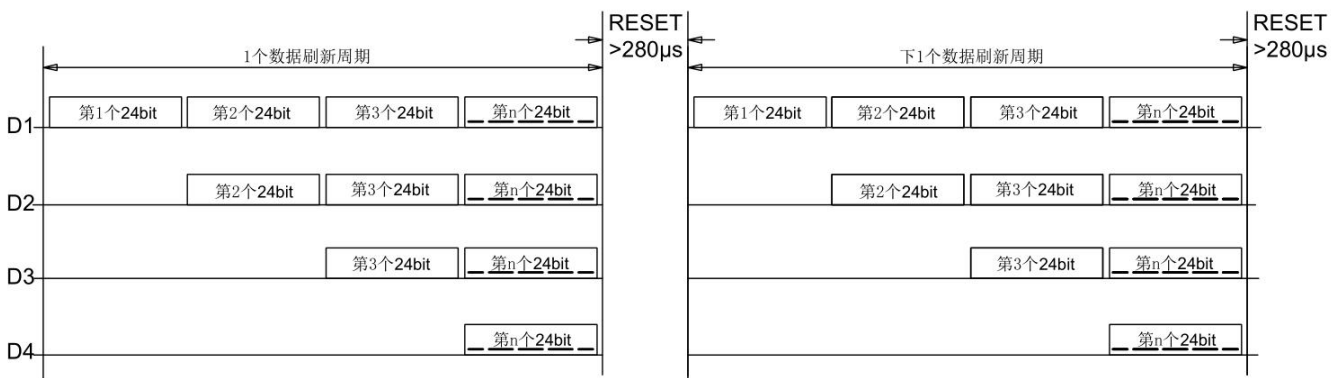 RESET
>280μs
1个数据刷新周期
RESET
>280μs
下1个数据刷新周期
D1
第1个24bit
第2个24bit
第3个24bit
第n个24bit
第1个24bit
第2个24bit
第3个24bit
第n个24bit
D2
第2个24bit
第3个24bit
第n个24bit
第2个24bit
第3个24bit
第n个24bit
D3
第3个24bit
第n个24bit
第3个24bit
第n个24bit
D4
第n个24bit
第n个24bit